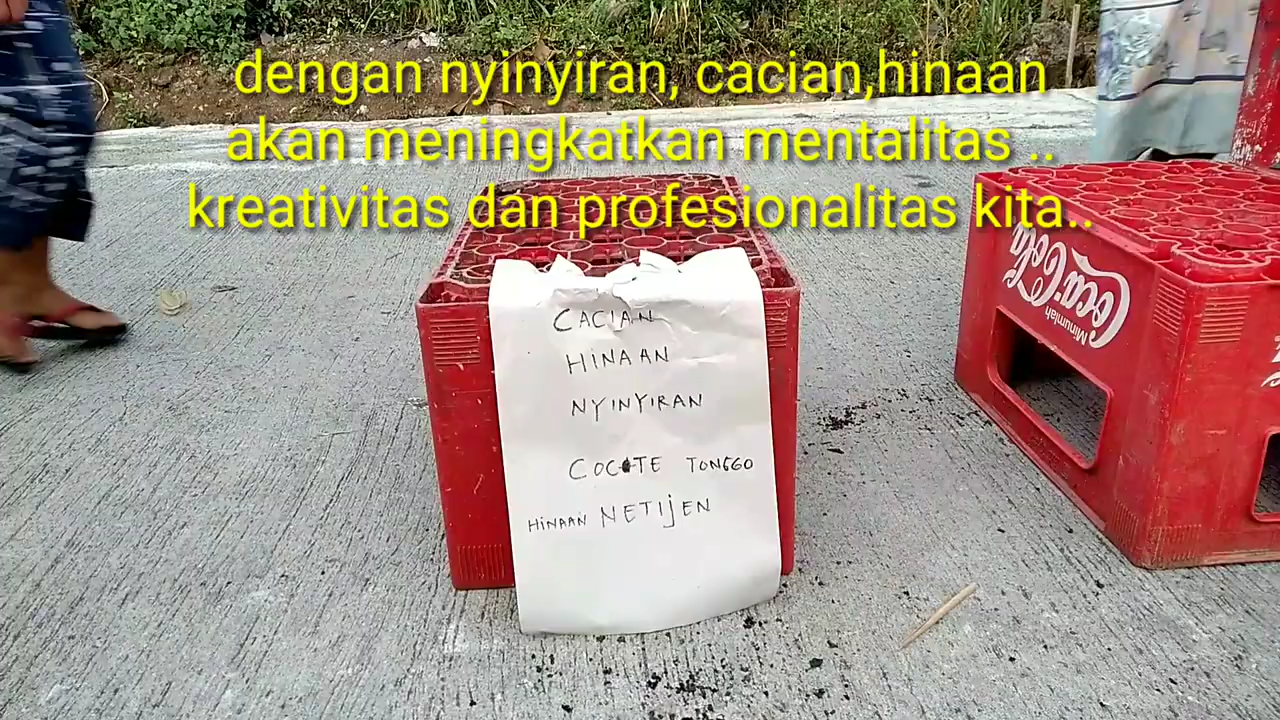 dengan nyinyiran, cacian,hinaan
akan meningkatkan mentalitas ..
kreativitas dan profesionalitas kita..
CACIAN
HINAAN
NYINYIRAN
COCOTE TONGGO
HINAAN NETIJEN
Minumlah
Coca-Cola